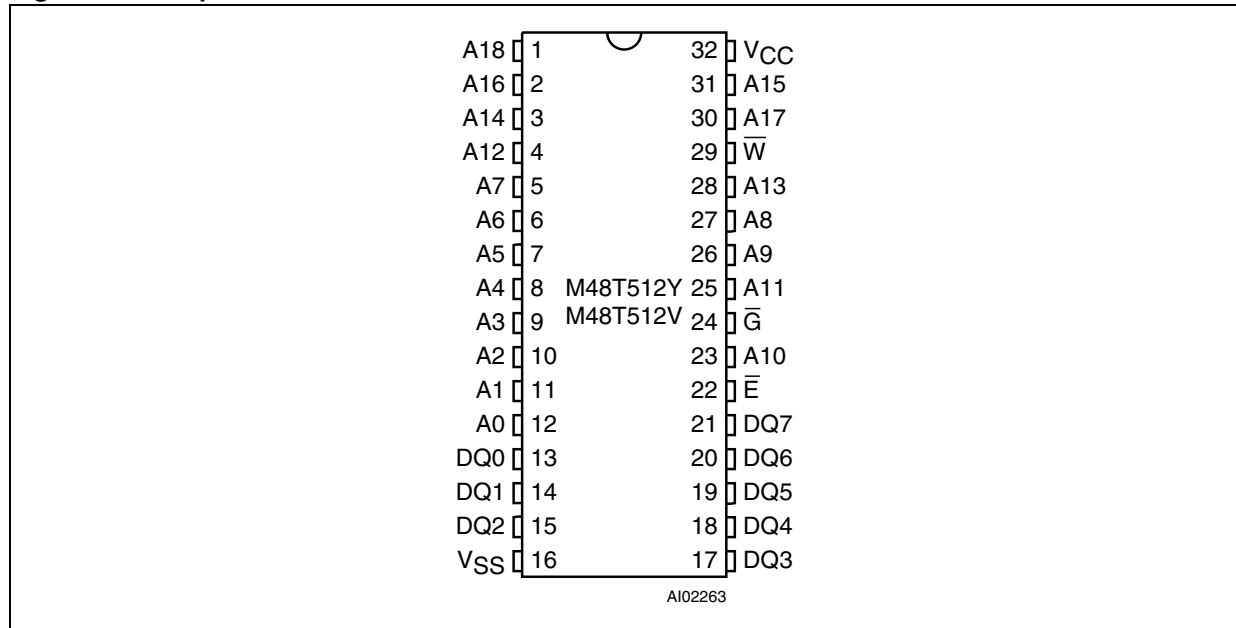 A18 1 32 VCC
A16 2 31 A15
A14 3 30 A17
A12 4 29 W̅
A7 5 28 A13
A6 6 27 A8
A5 7 26 A9
A4 8 M48T512Y 25 A11
A3 9 M48T512V 24 G̅
A2 10 23 A10
A1 11 22 E̅
A0 12 21 DQ7
DQ0 13 20 DQ6
DQ1 14 19 DQ5
DQ2 15 18 DQ4
VSS 16 17 DQ3
AI02263